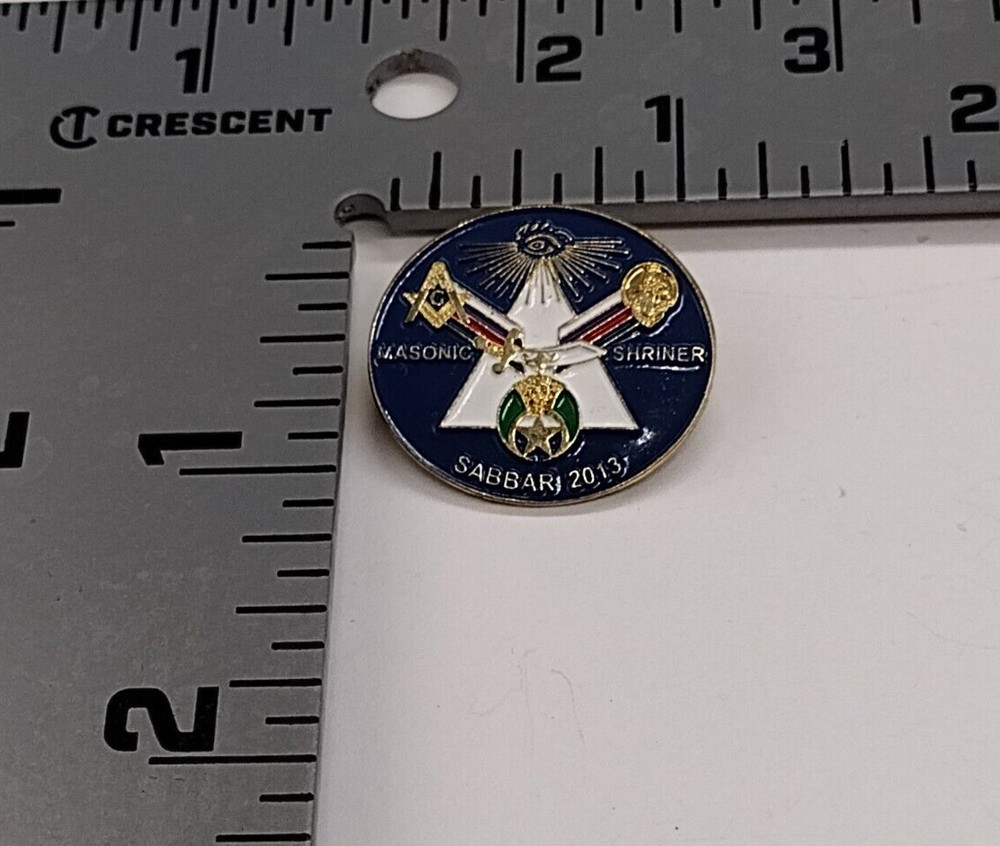 1 2 3
CRESCENT
1 2
G
MASONIC SHRINER
SABBAR, 2013
1
2